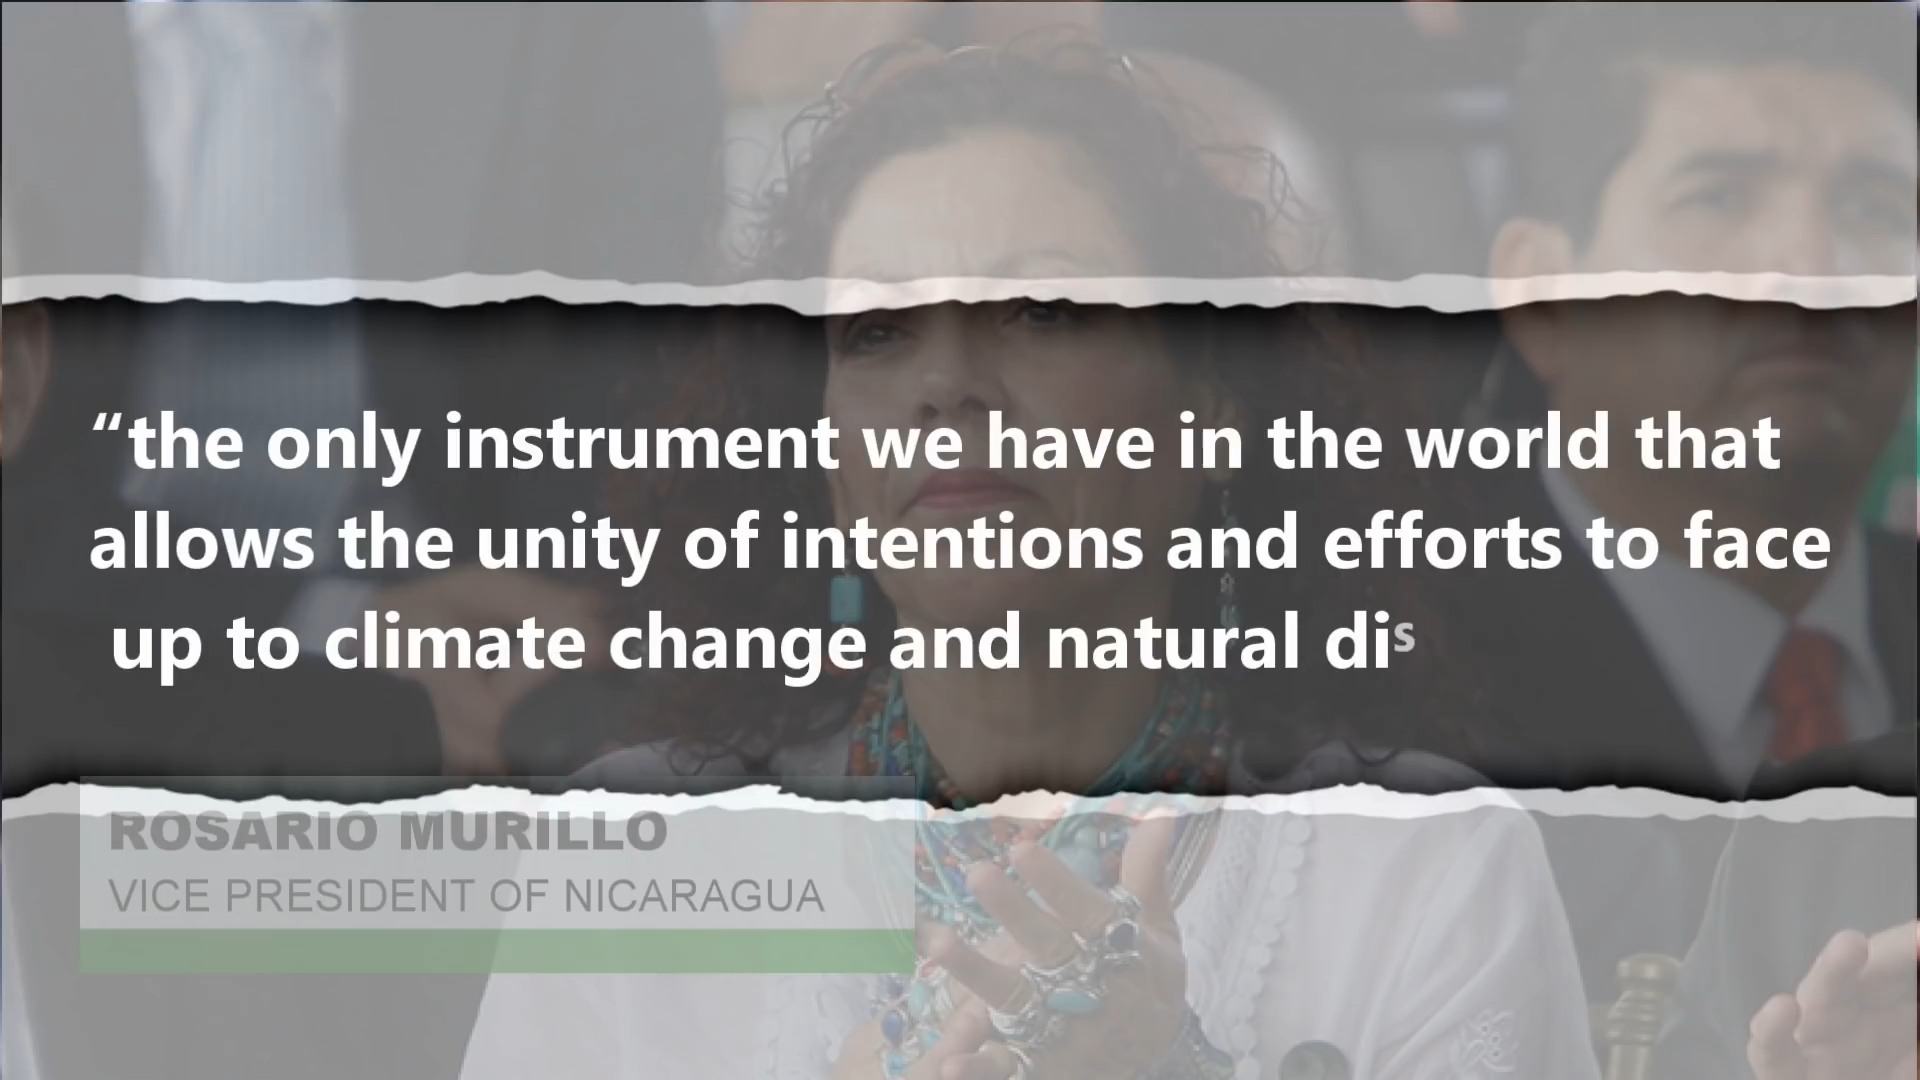 “the only instrument we have in the world that
allows the unity of intentions and efforts to face
up to climate change and natural dis
ROSARIO MURILLO
VICE PRESIDENT OF NICARAGUA